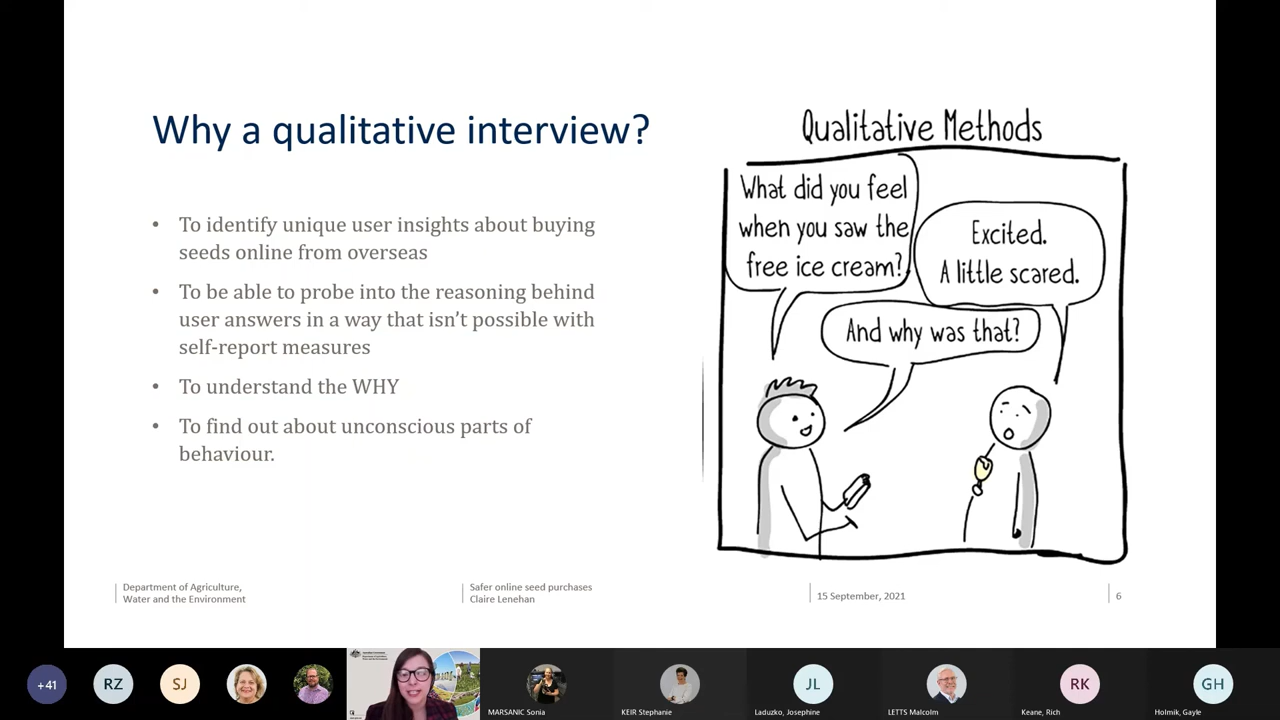 Why a qualitative interview?
• To identify unique user insights about buying
seeds online from overseas
• To be able to probe into the reasoning behind
user answers in a way that isn't possible with
self-report measures
• To understand the WHY
• To find out about unconscious parts of
behaviour.
Qualitative Methods
What did you feel
when you saw the
free ice cream?
Excited.
A little scared.
And why was that?
Department of Agriculture,
Water and the Environment
Safer online seed purchases
Claire Lenehan
15 September, 2021
6
+41
RZ
SJ
MARSANIC Sonia
KEIR Stephanie
JL
Laduzko, Josephine
LETTS Malcolm
RK
Keane, Rich
GH
Holmik, Gayle